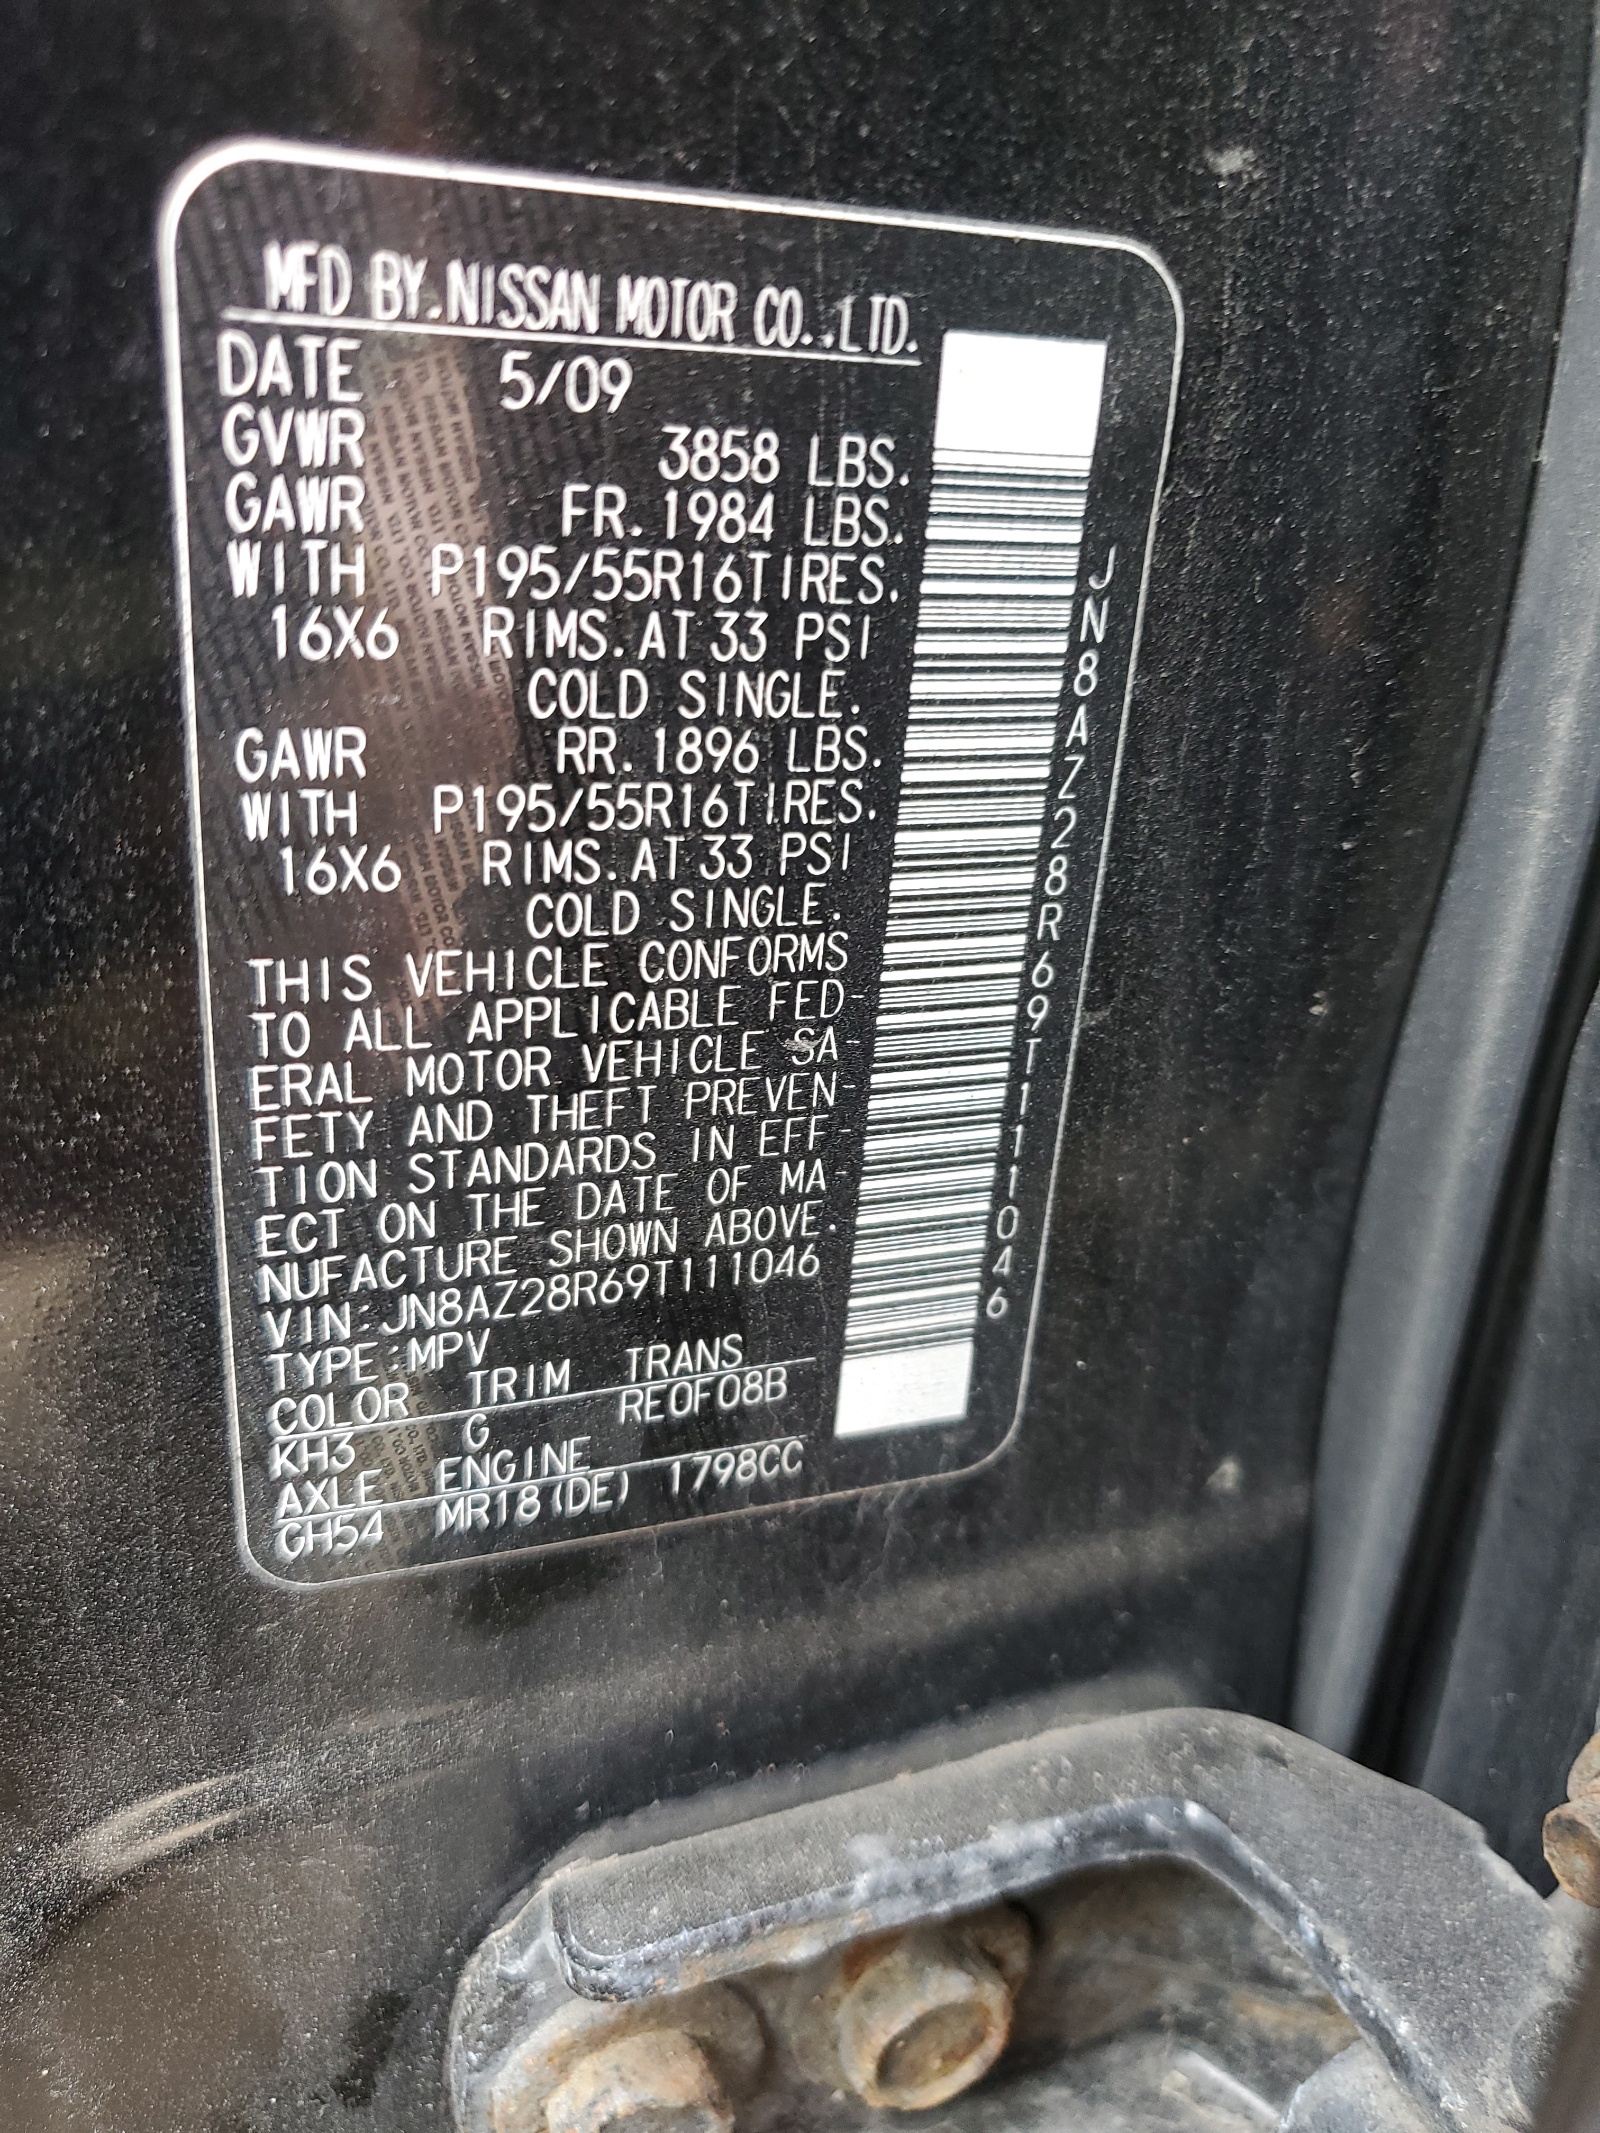 MFD BY.NISSAN MOTOR CO.,LTD.
DATE 5/09
GVWR 3858 LBS.
GAWR FR. 1984 LBS.
WITH P195/55R16TIRES.
16X6 RIMS. AT 33 PSI
COLD SINGLE.
GAWR RR. 1896 LBS.
WITH P195/55R16TIRES.
16X6 RIMS. AT 33 PSI
COLD SINGLE.
THIS VEHICLE CONFORMS
TO ALL APPLICABLE FED-
ERAL MOTOR VEHICLE SA-
FETY AND THEFT PREVEN-
TION STANDARDS IN EFF-
ECT ON THE DATE OF MA-
NUFACTURE SHOWN ABOVE.
VIN:JN8AZ28R69T111046
TYPE:MPV
COLOR TRIM TRANS
KH3 G RE0F08B
AXLE ENGINE
GH54 MR18(DE) 1798CC
JN8AZ28R69T111046